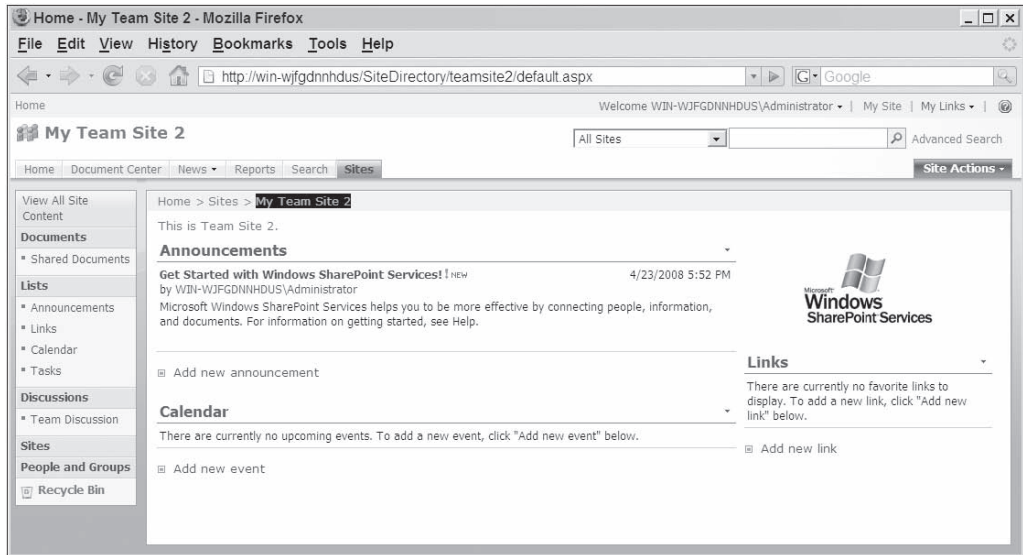 Home - My Team Site 2 - Mozilla Firefox
File Edit View History Bookmarks Tools Help
http://win-wjfgdnnhdus/SiteDirectory/teamsite2/default.aspx
G Google
Home
Welcome WIN-WJFGDNNHDUS\Administrator | My Site | My Links |
My Team Site 2
All Sites
Advanced Search
Home Document Center News Reports Search Sites
Site Actions
View All Site
Content
Documents
Shared Documents
Lists
Announcements
Links
Calendar
Tasks
Discussions
Team Discussion
Sites
People and Groups
Recycle Bin
Home > Sites > My Team Site 2
This is Team Site 2.
Announcements
Get Started with Windows SharePoint Services! ! NEW
4/23/2008 5:52 PM
by WIN-WJFGDNNHDUS\Administrator
Microsoft Windows SharePoint Services helps you to be more effective by connecting people, information,
and documents. For information on getting started, see Help.
Add new announcement
Calendar
There are currently no upcoming events. To add a new event, click "Add new event" below.
Add new event
Microsoft
Windows
SharePoint Services
Links
There are currently no favorite links to
display. To add a new link, click "Add new
link" below.
Add new link